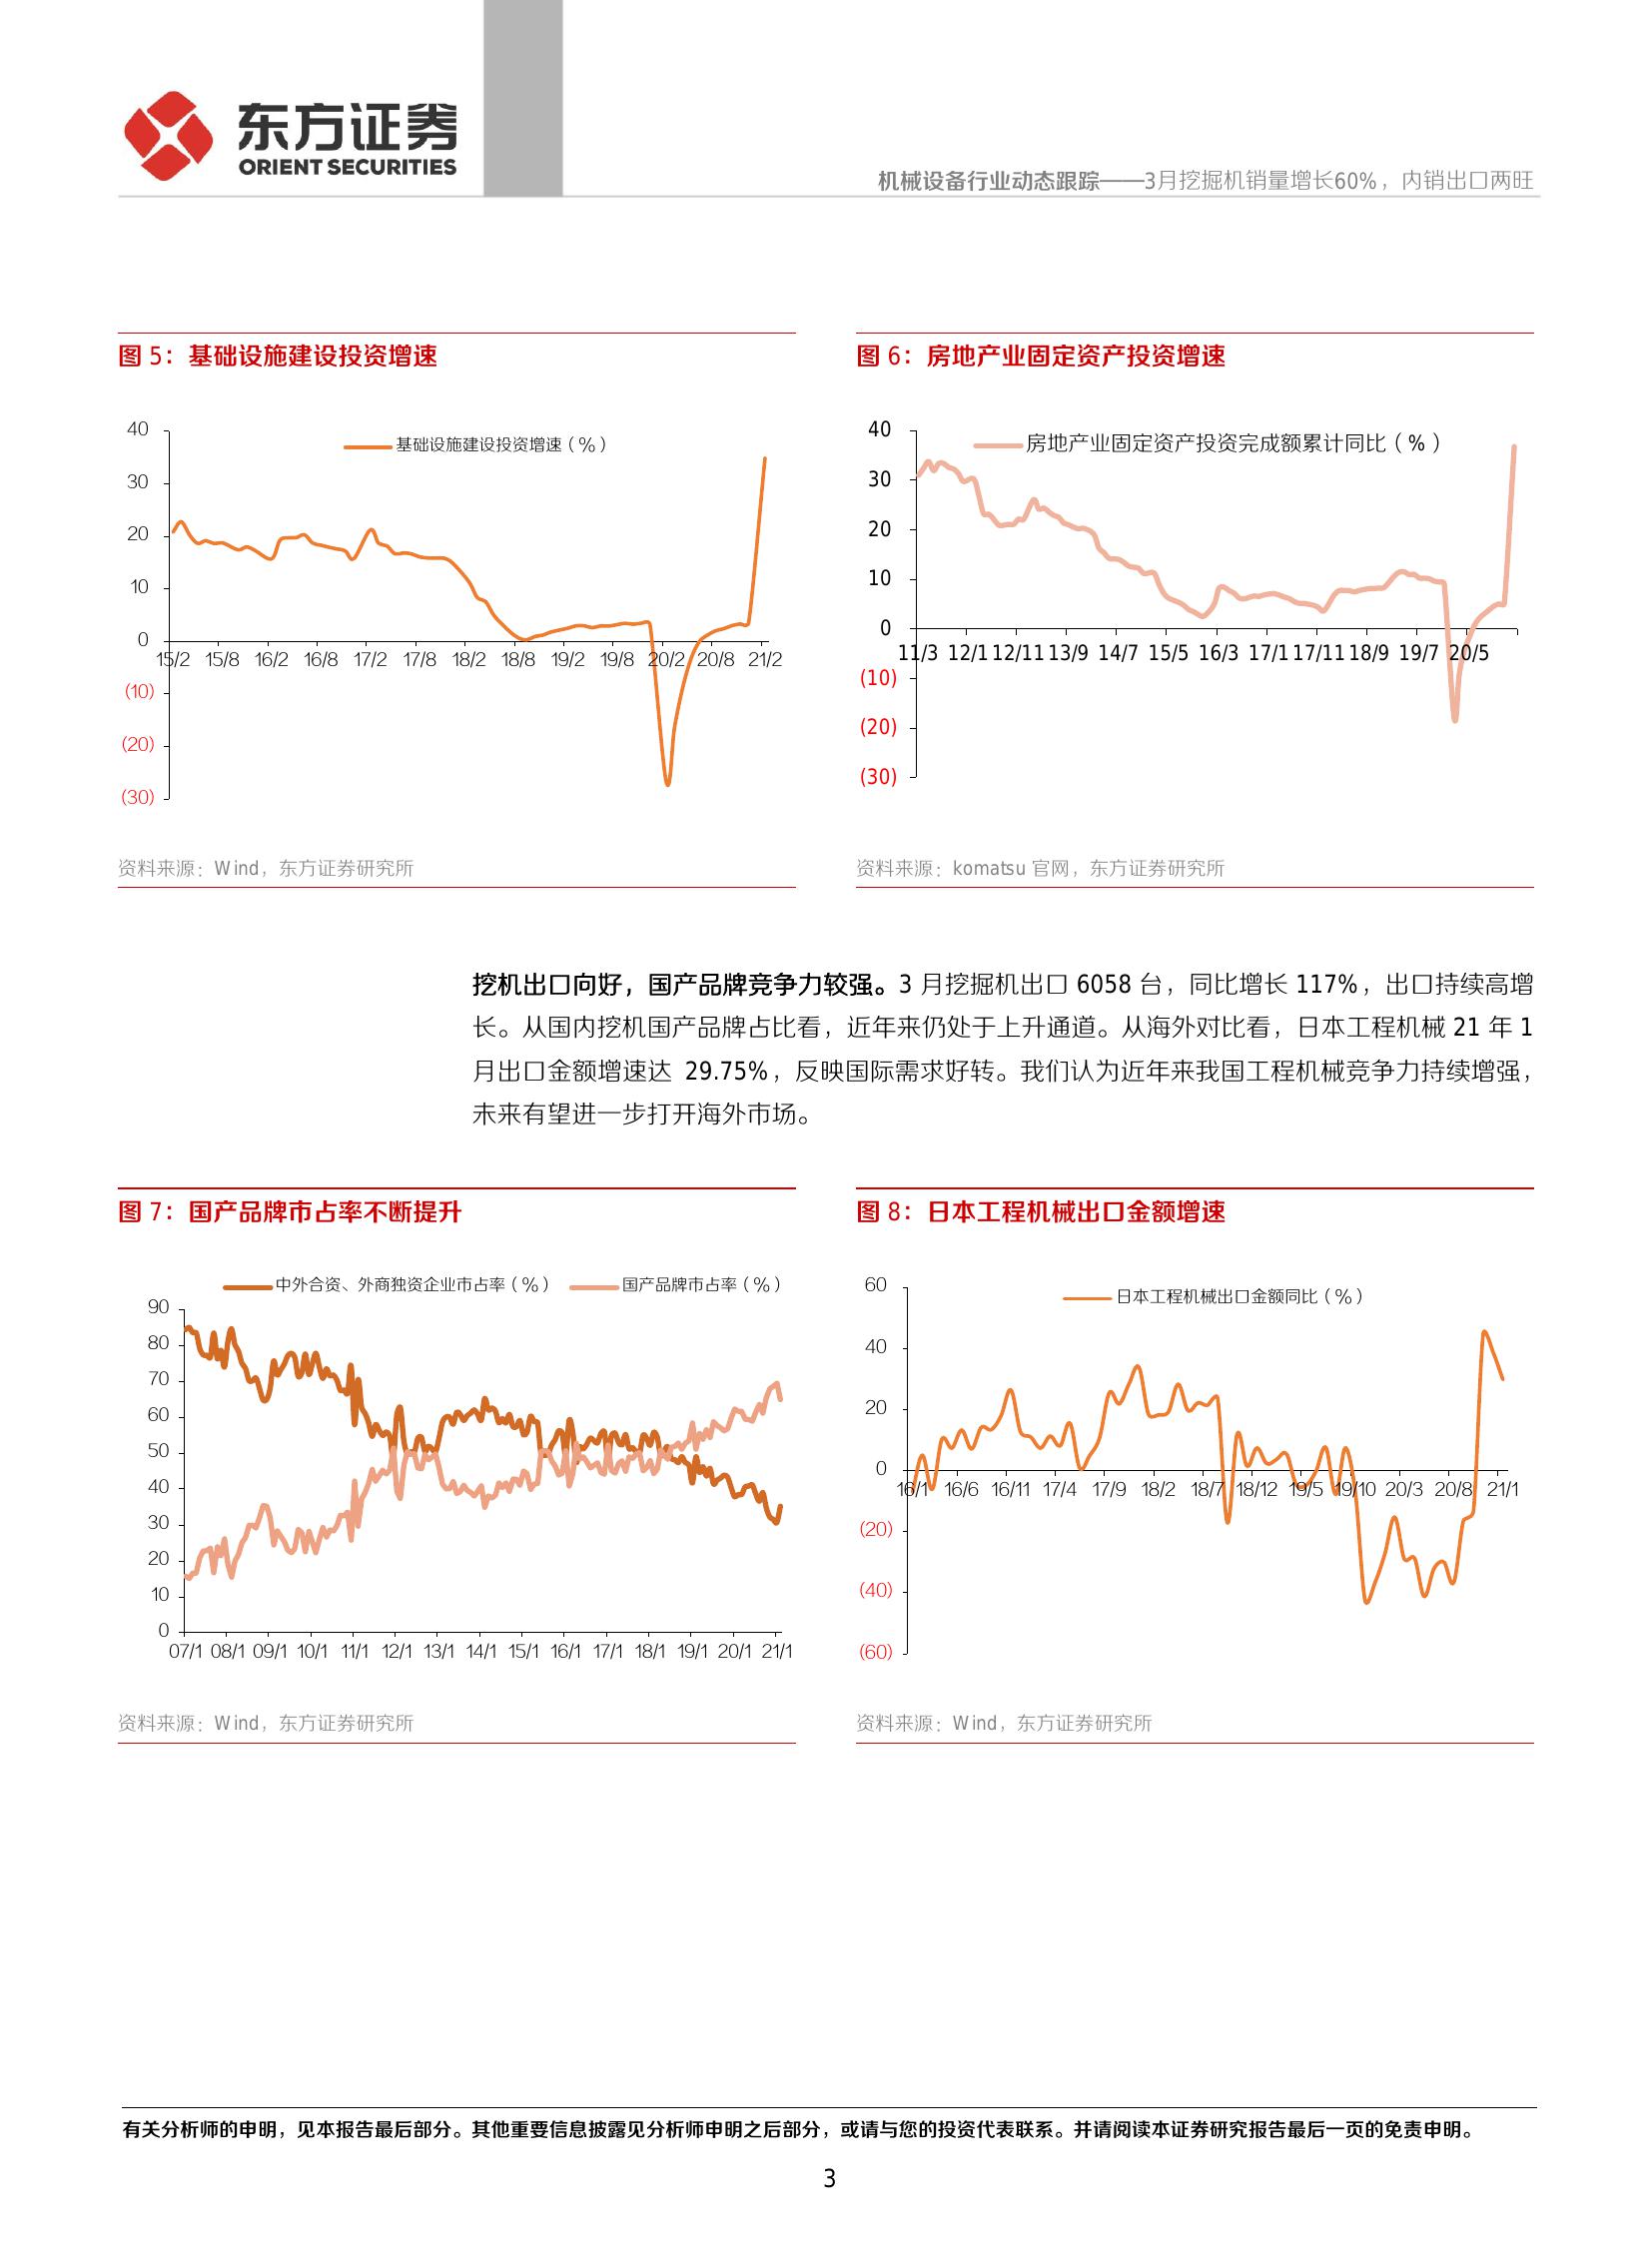 东方证券
ORIENT SECURITIES
机械设备行业动态跟踪——3月挖掘机销量增长60%，内销出口两旺
图 5：基础设施建设投资增速
基础设施建设投资增速（%）
40
30
20
10
0
(10)
(20)
(30)
15/2 15/8 16/2 16/8 17/2 17/8 18/2 18/8 19/2 19/8 20/2 20/8 21/2
资料来源：Wind，东方证券研究所
图 6：房地产业固定资产投资增速
房地产业固定资产投资完成额累计同比（%）
40
30
20
10
0
(10)
(20)
(30)
11/3 12/1 12/11 13/9 14/7 15/5 16/3 17/1 17/11 18/9 19/7 20/5
资料来源：komatsu 官网，东方证券研究所
挖机出口向好，国产品牌竞争力较强。3 月挖掘机出口 6058 台，同比增长 117%，出口持续高增
长。从国内挖机国产品牌占比看，近年来仍处于上升通道。从海外对比看，日本工程机械 21 年 1
月出口金额增速达 29.75%，反映国际需求好转。我们认为近年来我国工程机械竞争力持续增强，
未来有望进一步打开海外市场。
图 7：国产品牌市占率不断提升
中外合资、外商独资企业市占率（%） 国产品牌市占率（%）
90
80
70
60
50
40
30
20
10
0
07/1 08/1 09/1 10/1 11/1 12/1 13/1 14/1 15/1 16/1 17/1 18/1 19/1 20/1 21/1
资料来源：Wind，东方证券研究所
图 8：日本工程机械出口金额增速
日本工程机械出口金额同比（%）
60
40
20
0
(20)
(40)
(60)
16/1 16/6 16/11 17/4 17/9 18/2 18/7 18/12 19/5 19/10 20/3 20/8 21/1
资料来源：Wind，东方证券研究所
有关分析师的申明，见本报告最后部分。其他重要信息披露见分析师申明之后部分，或请与您的投资代表联系。并请阅读本证券研究报告最后一页的免责申明。
3